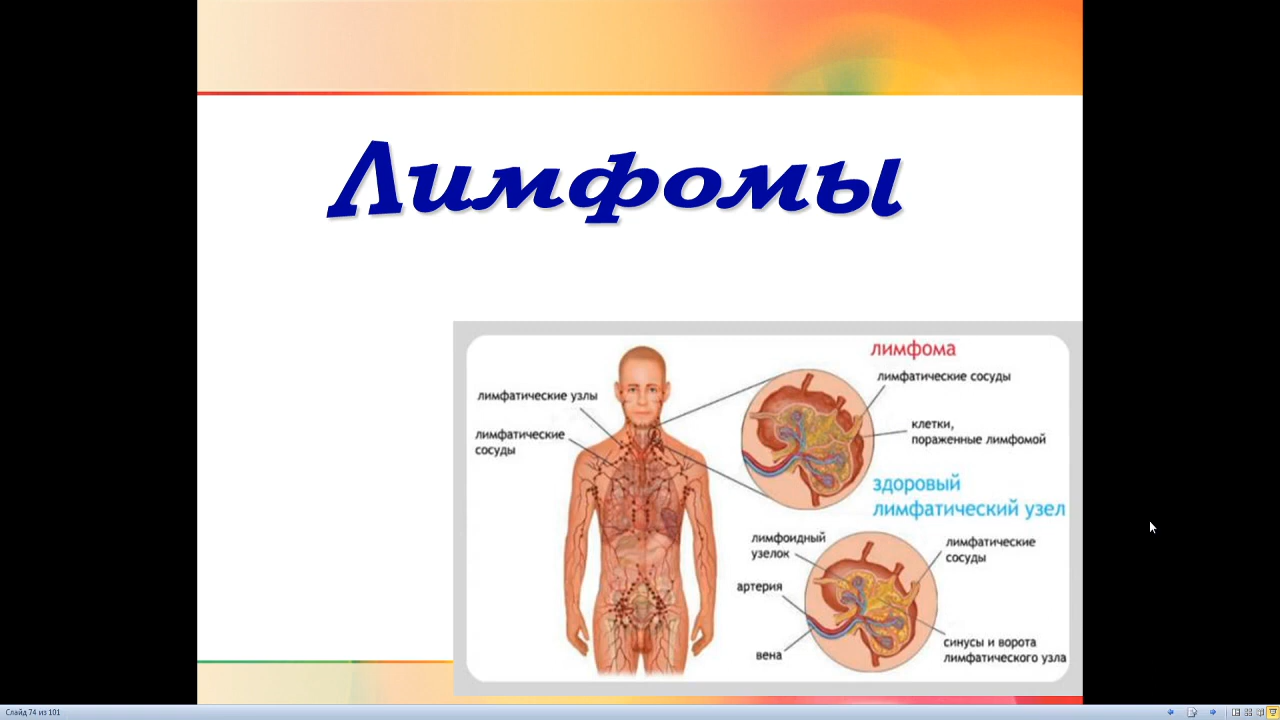 Лимфомы
лимфома
лимфатические сосуды
клетки,
пораженные лимфомой
лимфатические узлы
лимфатические
сосуды
здоровый
лимфатический узел
лимфоидный
узелок
лимфатические
сосуды
артерия
вена
синусы и ворота
лимфатического узла
Слайд 74 из 101